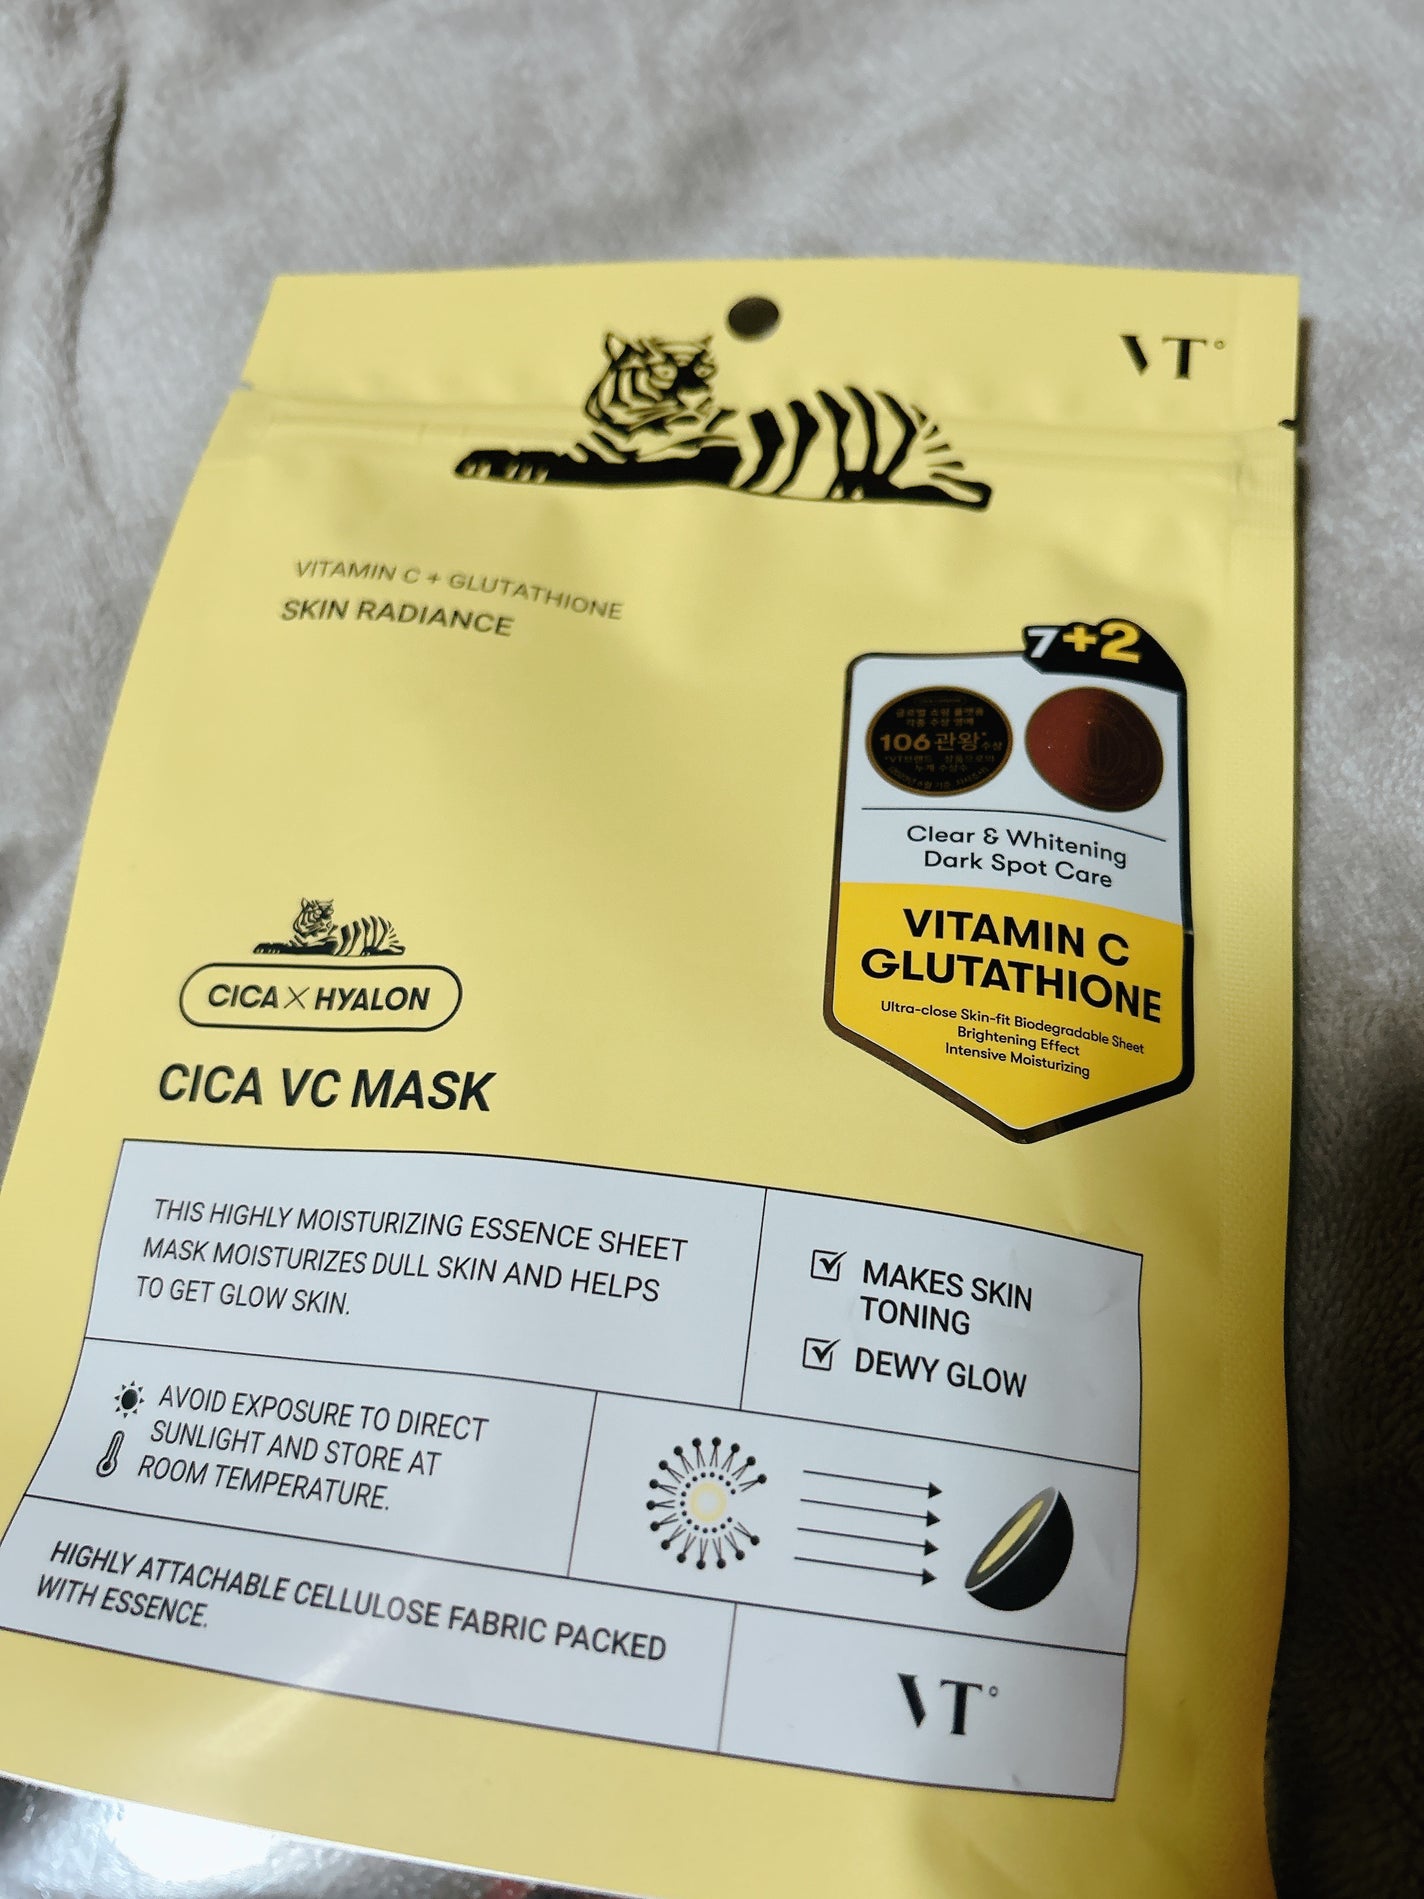 VT
VITAMIN C + GLUTATHIONE
SKIN RADIANCE
7+2
106관왕*수상
Clear & Whitening
Dark Spot Care
VITAMIN C
GLUTATHIONE
Ultra-close Skin-fit Biodegradable Sheet
Brightening Effect
Intensive Moisturizing
CICA×HYALON
CICA VC MASK
THIS HIGHLY MOISTURIZING ESSENCE SHEET
MASK MOISTURIZES DULL SKIN AND HELPS
TO GET GLOW SKIN.
MAKES SKIN
TONING
DEWY GLOW
AVOID EXPOSURE TO DIRECT
SUNLIGHT AND STORE AT
ROOM TEMPERATURE.
HIGHLY ATTACHABLE CELLULOSE FABRIC PACKED
WITH ESSENCE.
VT